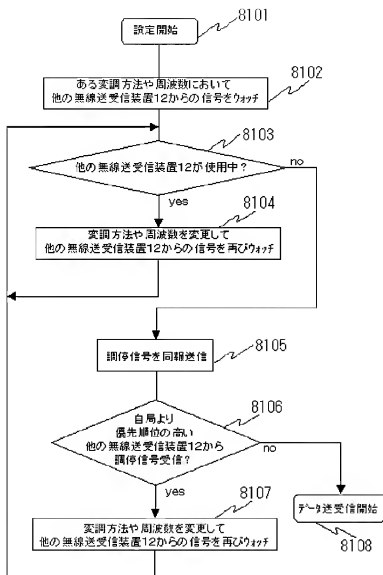 8101
設定開始
8102
ある変調方法や周波数において
他の無線送受信装置12からの信号をウォッチ
8103
他の無線送受信装置12が使用中?
no
yes
8104
変調方法や周波数を変更して
他の無線送受信装置12からの信号を再びウォッチ
調停信号を同報送信
8105
自局より
優先順位の高い
他の無線送受信装置12から
調停信号受信?
8106
no
yes
8107
変調方法や周波数を変更して
他の無線送受信装置12からの信号を再びウォッチ
データ送受信開始
8108